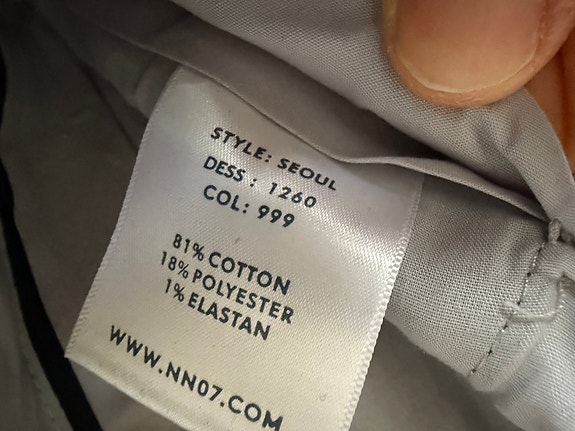 STYLE: SEOUL
DESS: 1260
COL: 999
81% COTTON
18% POLYESTER
1% ELASTAN
WWW.NN07.COM